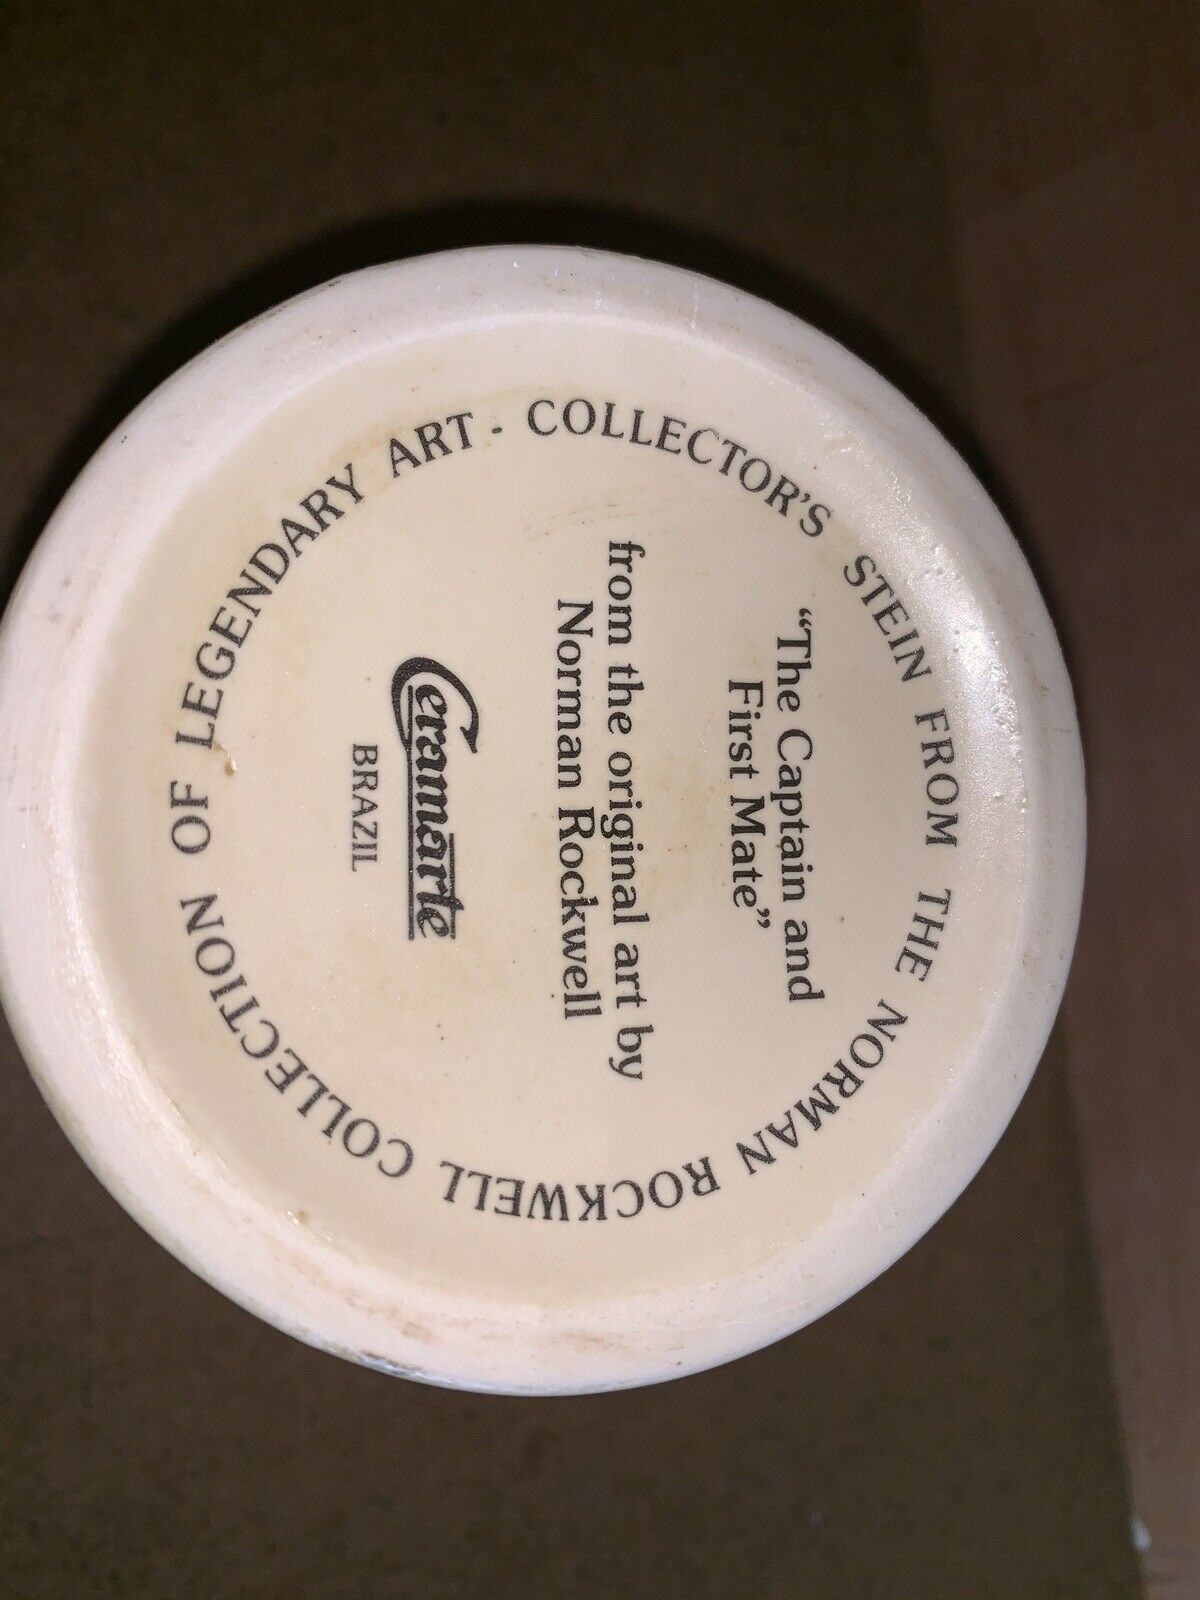 COLLECTOR'S STEIN FROM THE NORMAN ROCKWELL COLLECTION OF LEGENDARY ART -
“The Captain and
First Mate”
from the original art by
Norman Rockwell
Ceramarte
BRAZIL